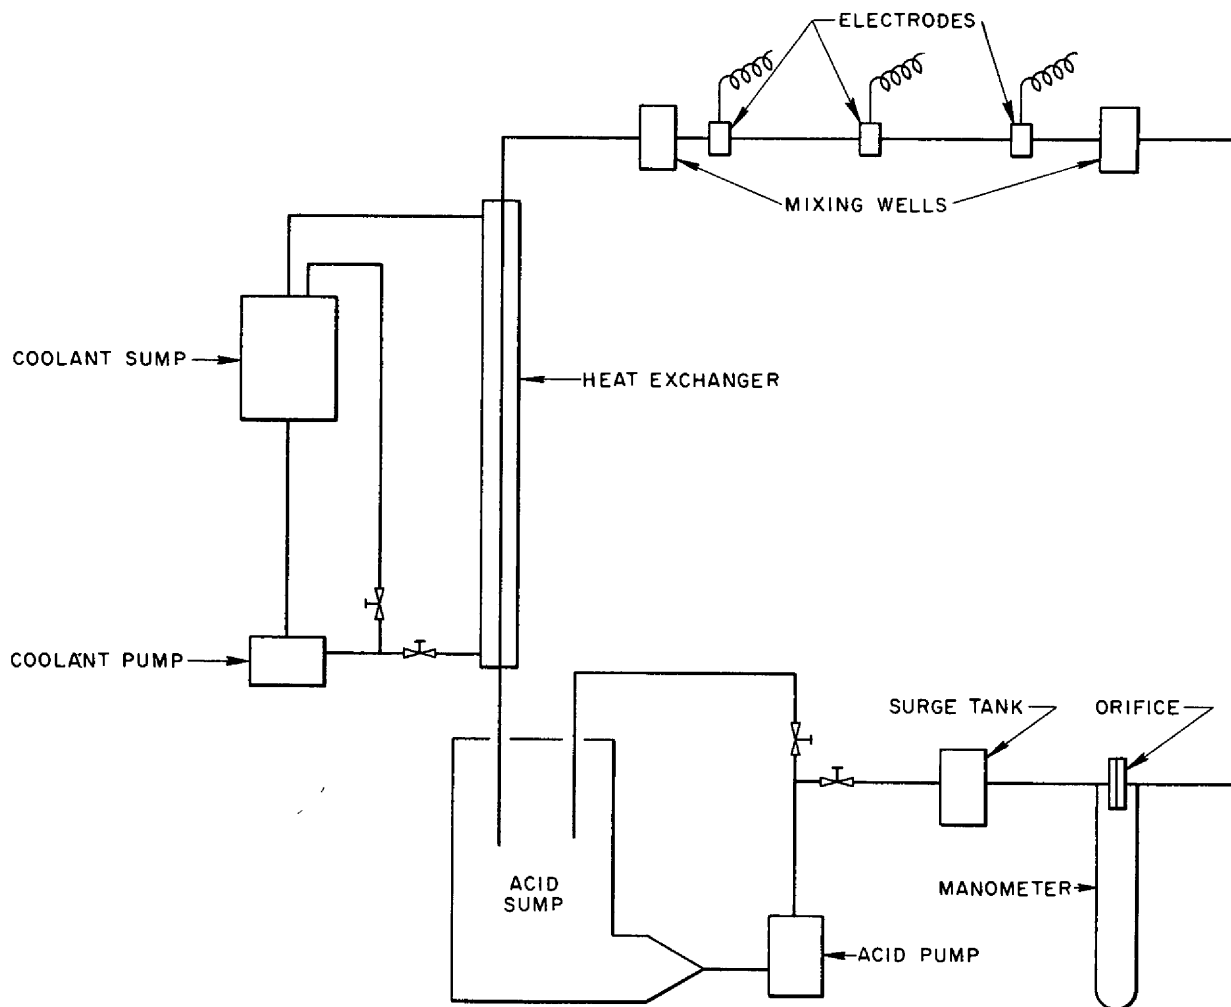 ELECTRODES
MIXING WELLS
COOLANT SUMP
HEAT EXCHANGER
COOLANT PUMP
SURGE TANK
ORIFICE
ACID
SUMP
MANOMETER
ACID PUMP